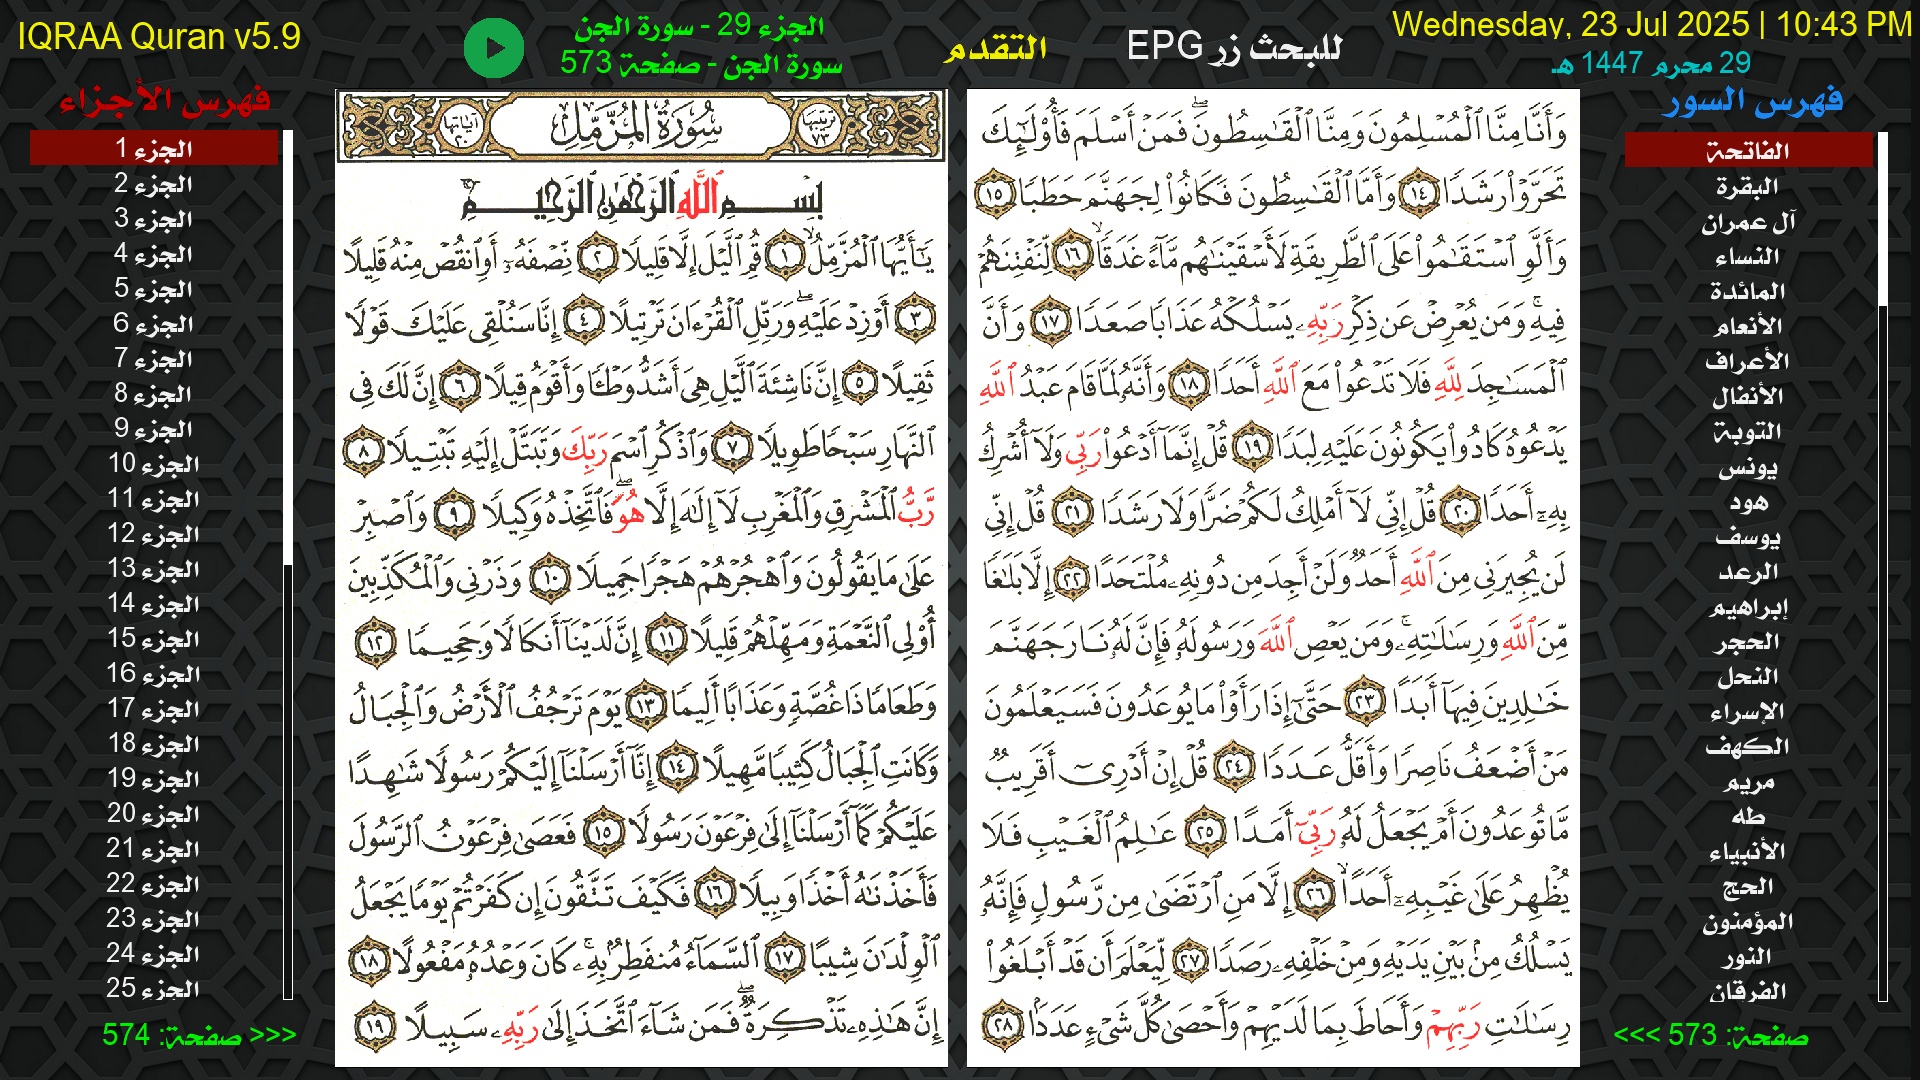 IQRAA Quran v5.9
الجزء 29 - سورة الجن
سورة الجن - صفحة 573
التقدم
للبحث زر EPG
Wednesday, 23 Jul 2025 | 10:43 PM
29 محرم 1447 هـ
فهرس السور
الفاتحة
البقرة
آل عمران
النساء
المائدة
الأنعام
الأعراف
الأنفال
التوبة
يونس
هود
يوسف
الرعد
إبراهيم
الحجر
النحل
الإسراء
الكهف
مريم
طه
الأنبياء
الحج
المؤمنون
النور
الفرقان
صفحة: 573 >>>
وَأَنَّا مِنَّا ٱلْمُسْلِمُونَ وَمِنَّا ٱلْقَـٰسِطُونَ ۖ فَمَنْ أَسْلَمَ فَأُو۟لَـٰٓئِكَ
تَحَرَّوْا۟ رَشَدًا ١٤ وَأَمَّا ٱلْقَـٰسِطُونَ فَكَانُوا۟ لِجَهَنَّمَ حَطَبًا ١٥
وَأَلَّوِ ٱسْتَقَـٰمُوا۟ عَلَى ٱلطَّرِيقَةِ لَأَسْقَيْنَـٰهُم مَّآءً غَدَقًا ١٦ لِّنَفْتِنَهُمْ
فِيهِ ۚ وَمَن يُعْرِضْ عَن ذِكْرِ رَبِّهِۦ يَسْلُكْهُ عَذَابًا صَعَدًا ١٧ وَأَنَّ
ٱلْمَسَـٰجِدَ لِلَّهِ فَلَا تَدْعُوا۟ مَعَ ٱللَّهِ أَحَدًا ١٨ وَأَنَّهُۥ لَمَّا قَامَ عَبْدُ ٱللَّهِ
يَدْعُوهُ كَادُوا۟ يَكُونُونَ عَلَيْهِ لِبَدًا ١٩ قُلْ إِنَّمَآ أَدْعُوا۟ رَبِّى وَلَآ أُشْرِكُ
بِهِۦٓ أَحَدًا ٢٠ قُلْ إِنِّى لَآ أَمْلِكُ لَكُمْ ضَرًّا وَلَا رَشَدًا ٢١ قُلْ إِنِّى
لَن يُجِيرَنِى مِنَ ٱللَّهِ أَحَدٌ وَلَنْ أَجِدَ مِن دُونِهِۦ مُلْتَحَدًا ٢٢ إِلَّا بَلَـٰغًا
مِّنَ ٱللَّهِ وَرِسَـٰلَـٰتِهِۦ ۚ وَمَن يَعْصِ ٱللَّهَ وَرَسُولَهُۥ فَإِنَّ لَهُۥ نَارَ جَهَنَّمَ
خَـٰلِدِينَ فِيهَآ أَبَدًا ٢٣ حَتَّىٰٓ إِذَا رَأَوْا۟ مَا يُوعَدُونَ فَسَيَعْلَمُونَ
مَنْ أَضْعَفُ نَاصِرًا وَأَقَلُّ عَدَدًا ٢٤ قُلْ إِنْ أَدْرِىٓ أَقَرِيبٌ
مَّا تُوعَدُونَ أَمْ يَجْعَلُ لَهُۥ رَبِّىٓ أَمَدًا ٢٥ عَـٰلِمُ ٱلْغَيْبِ فَلَا
يُظْهِرُ عَلَىٰ غَيْبِهِۦٓ أَحَدًا ٢٦ إِلَّا مَنِ ٱرْتَضَىٰ مِن رَّسُولٍ فَإِنَّهُۥ
يَسْلُكُ مِنۢ بَيْنِ يَدَيْهِ وَمِنْ خَلْفِهِۦ رَصَدًا ٢٧ لِّيَعْلَمَ أَن قَدْ أَبْلَغُوا۟
رِسَـٰلَـٰتِ رَبِّهِمْ وَأَحَاطَ بِمَا لَدَيْهِمْ وَأَحْصَىٰ كُلَّ شَىْءٍ عَدَدًۢا ٢٨
ترتيبها ٧٣ سُورَةُ المُزَّمِّلِ آياتها ٢٠
بِسْمِ ٱللَّهِ ٱلرَّحْمَـٰنِ ٱلرَّحِيمِ
يَـٰٓأَيُّهَا ٱلْمُزَّمِّلُ ١ قُمِ ٱلَّيْلَ إِلَّا قَلِيلًا ٢ نِّصْفَهُۥٓ أَوِ ٱنقُصْ مِنْهُ قَلِيلًا
٣ أَوْ زِدْ عَلَيْهِ ۖ وَرَتِّلِ ٱلْقُرْءَانَ تَرْتِيلًا ٤ إِنَّا سَنُلْقِى عَلَيْكَ قَوْلًا
ثَقِيلًا ٥ إِنَّ نَاشِئَةَ ٱلَّيْلِ هِىَ أَشَدُّ وَطْـًٔا وَأَقْوَمُ قِيلًا ٦ إِنَّ لَكَ فِى
ٱلنَّهَارِ سَبْحًا طَوِيلًا ٧ وَٱذْكُرِ ٱسْمَ رَبِّكَ وَتَبَتَّلْ إِلَيْهِ تَبْتِيلًا ٨
رَّبُّ ٱلْمَشْرِقِ وَٱلْمَغْرِبِ لَآ إِلَـٰهَ إِلَّا هُوَ ۖ فَٱتَّخِذْهُ وَكِيلًا ٩ وَٱصْبِرْ
عَلَىٰ مَا يَقُولُونَ وَٱهْجُرْهُمْ هَجْرًا جَمِيلًا ١٠ وَذَرْنِى وَٱلْمُكَذِّبِينَ
أُو۟لِى ٱلنَّعْمَةِ وَمَهِّلْهُمْ قَلِيلًا ١١ إِنَّ لَدَيْنَآ أَنكَالًا وَجَحِيمًا ١٢
وَطَعَامًا ذَا غُصَّةٍ وَعَذَابًا أَلِيمًا ١٣ يَوْمَ تَرْجُفُ ٱلْأَرْضُ وَٱلْجِبَالُ
وَكَانَتِ ٱلْجِبَالُ كَثِيبًا مَّهِيلًا ١٤ إِنَّآ أَرْسَلْنَآ إِلَيْكُمْ رَسُولًا شَـٰهِدًا
عَلَيْكُمْ كَمَآ أَرْسَلْنَآ إِلَىٰ فِرْعَوْنَ رَسُولًا ١٥ فَعَصَىٰ فِرْعَوْنُ ٱلرَّسُولَ
فَأَخَذْنَـٰهُ أَخْذًا وَبِيلًا ١٦ فَكَيْفَ تَتَّقُونَ إِن كَفَرْتُمْ يَوْمًا يَجْعَلُ
ٱلْوِلْدَٰنَ شِيبًا ١٧ ٱلسَّمَآءُ مُنفَطِرٌۢ بِهِۦ ۚ كَانَ وَعْدُهُۥ مَفْعُولًا ١٨
إِنَّ هَـٰذِهِۦ تَذْكِرَةٌ ۖ فَمَن شَآءَ ٱتَّخَذَ إِلَىٰ رَبِّهِۦ سَبِيلًا ١٩
فهرس الأجزاء
الجزء 1
الجزء 2
الجزء 3
الجزء 4
الجزء 5
الجزء 6
الجزء 7
الجزء 8
الجزء 9
الجزء 10
الجزء 11
الجزء 12
الجزء 13
الجزء 14
الجزء 15
الجزء 16
الجزء 17
الجزء 18
الجزء 19
الجزء 20
الجزء 21
الجزء 22
الجزء 23
الجزء 24
الجزء 25
<<< صفحة: 574